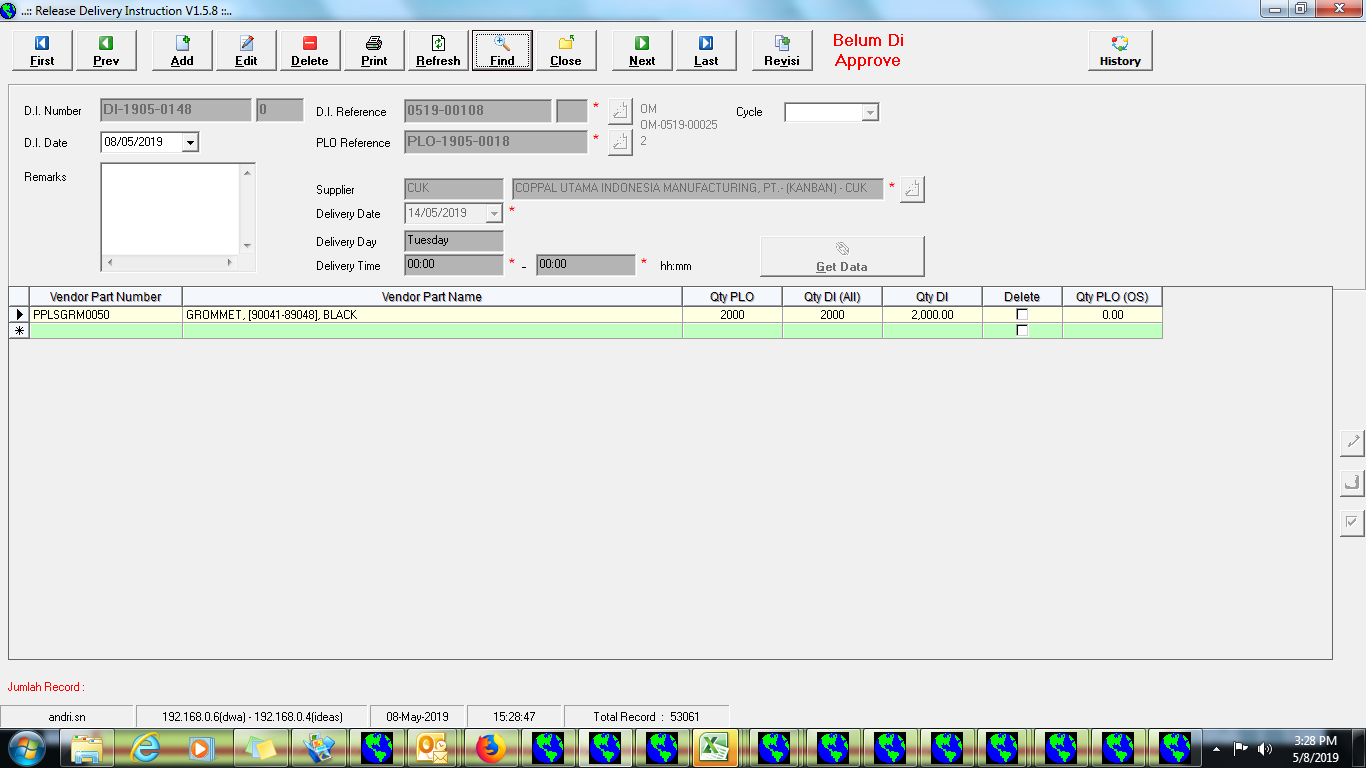 ..:: Release Delivery Instruction V1.5.8 ::..
First Prev Add Edit Delete Print Refresh Find Close Next Last Revisi Belum Di Approve History
D.I. Number DI-1905-0148 0 D.I. Reference 0519-00108 * OM Cycle
OM-0519-00025
D.I. Date 08/05/2019 PLO Reference PLO-1905-0018 * 2
Remarks
Supplier CUK COPPAL UTAMA INDONESIA MANUFACTURING, PT.- (KANBAN) - CUK *
Delivery Date 14/05/2019 *
Delivery Day Tuesday
Delivery Time 00:00 * - 00:00 * hh:mm Get Data
Vendor Part Number Vendor Part Name Qty PLO Qty DI (All) Qty DI Delete Qty PLO (OS)
PPLSGRM0050 GROMMET, [90041-89048], BLACK 2000 2000 2,000.00 0.00
Jumlah Record :
andri.sn 192.168.0.6(dwa) - 192.168.0.4(ideas) 08-May-2019 15:28:47 Total Record : 53061
3:28 PM
5/8/2019